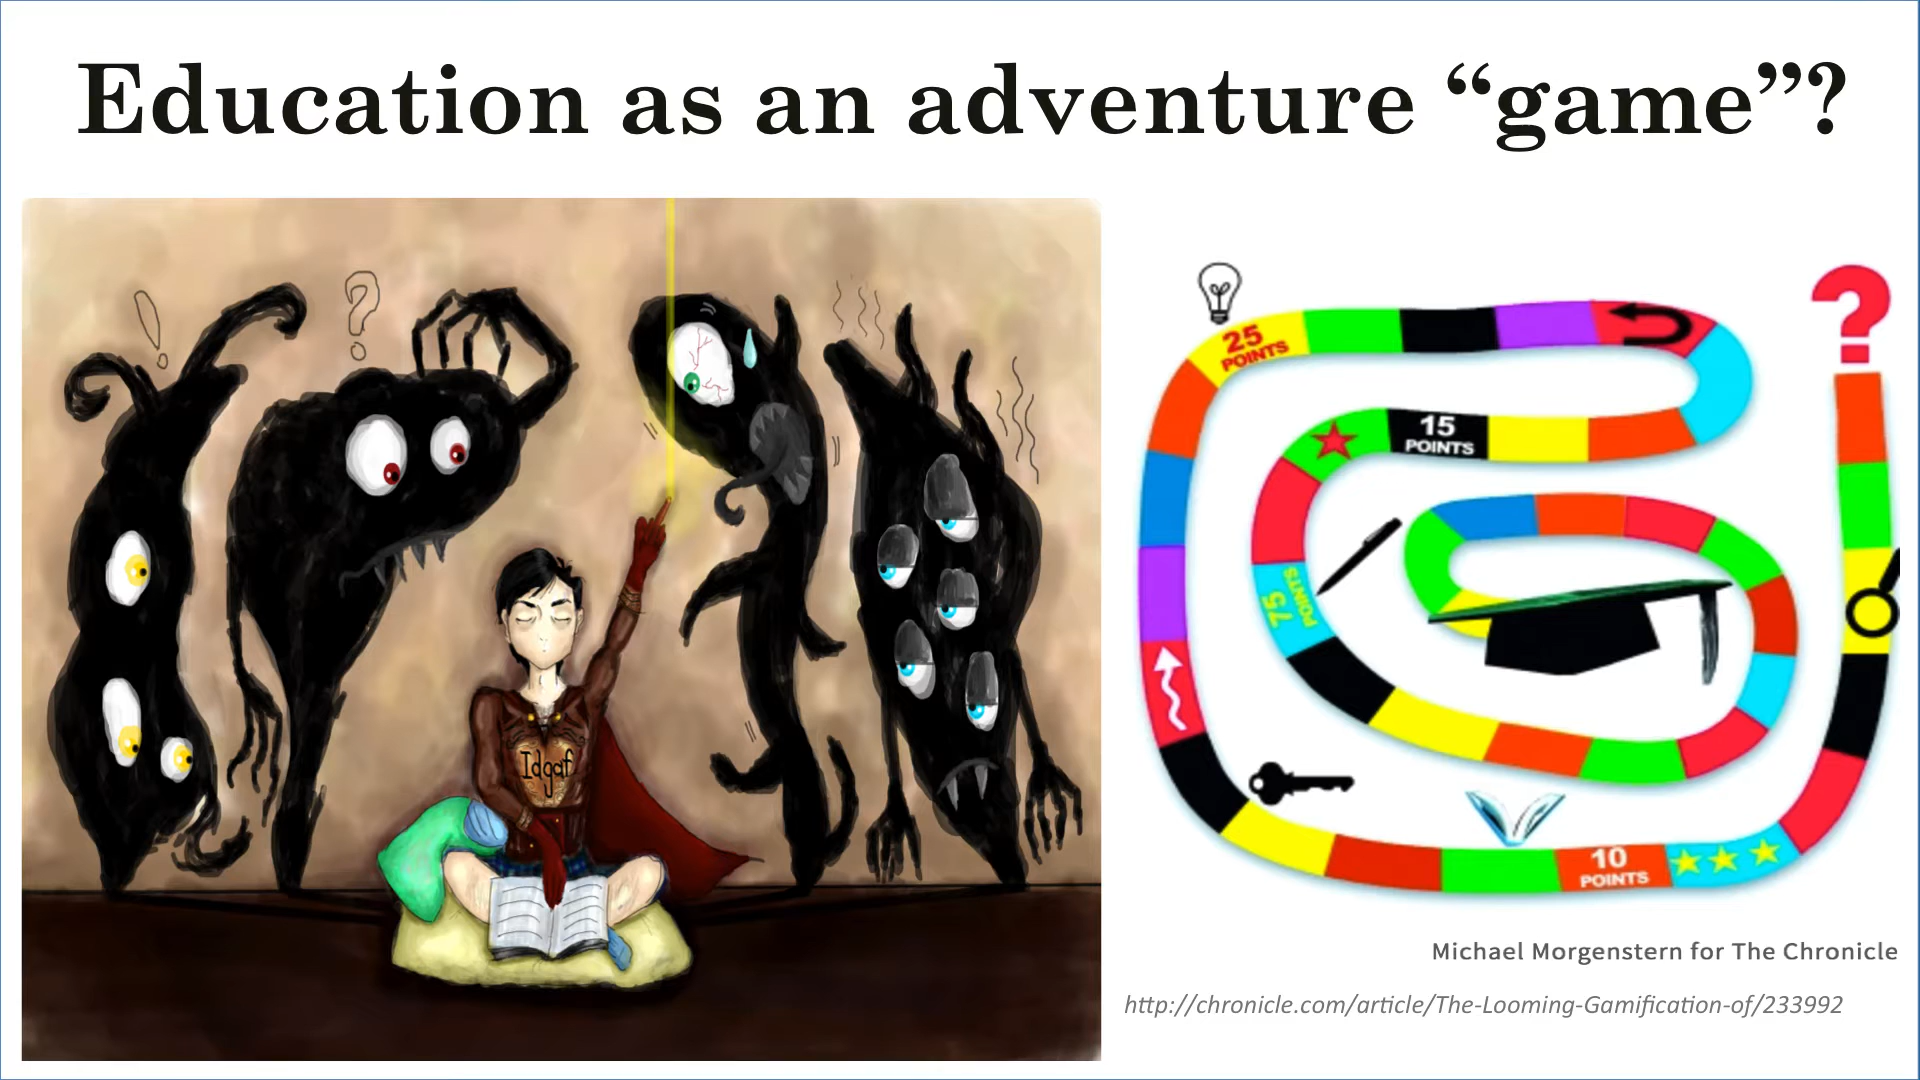 Education as an adventure “game”?
!
?
Idgaf
?
25
POINTS
15
POINTS
75
POINTS
10
POINTS
Michael Morgenstern for The Chronicle
http://chronicle.com/article/The-Looming-Gamification-of/233992